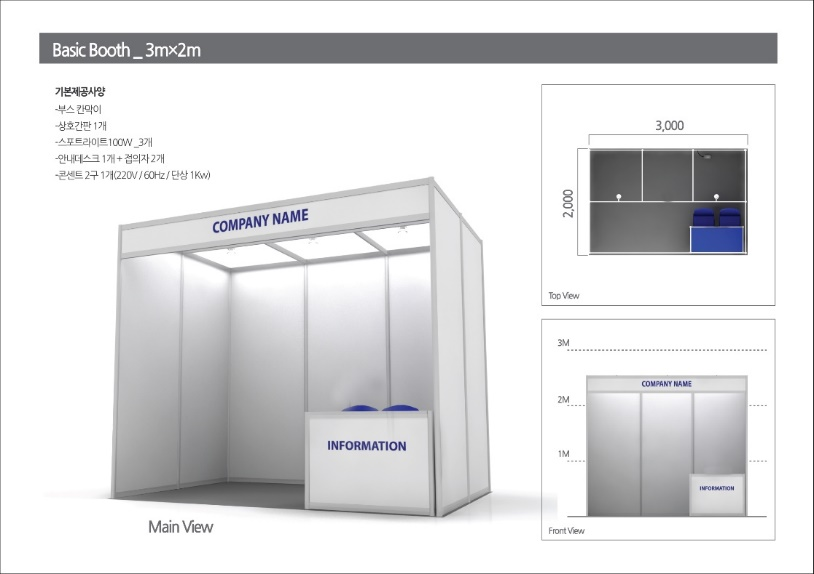 Basic Booth _ 3m×2m
기본제공사양
-부스 칸막이
-상호간판 1개
-스포트라이트100W _3개
-안내데스크 1개 + 접의자 2개
-콘센트 2구 1개(220V / 60Hz / 단상 1Kw)
COMPANY NAME
INFORMATION
Main View
3,000
2,000
Top View
3M
COMPANY NAME
2M
1M
INFORMATION
Front View